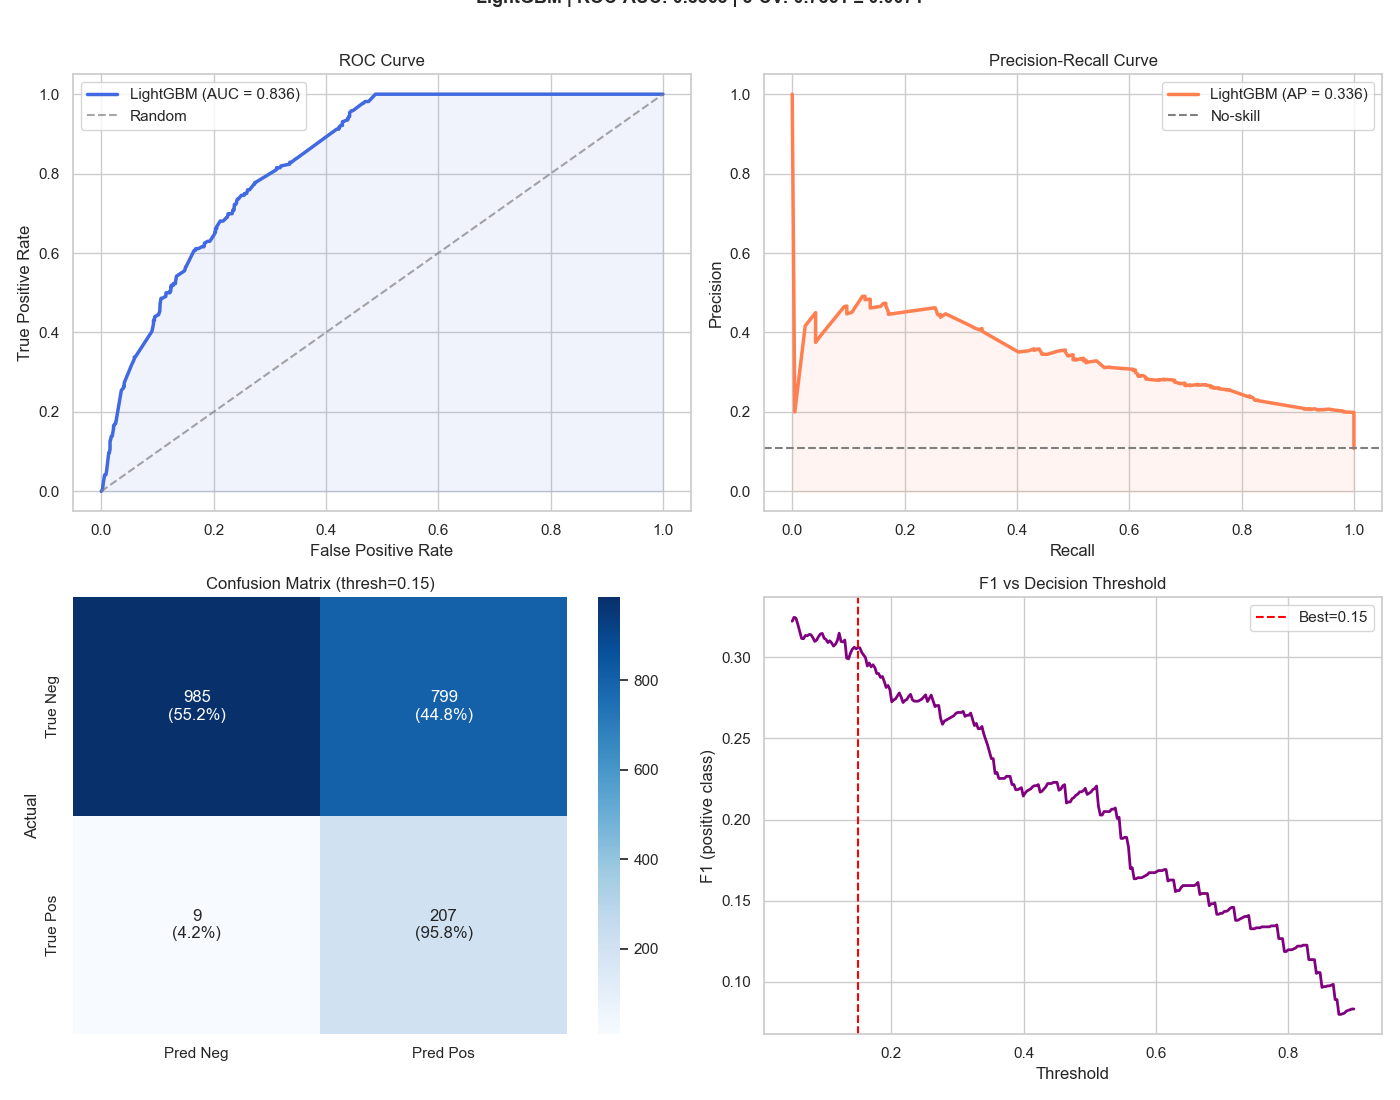 ROC Curve
LightGBM (AUC = 0.836)
Random
1.0
0.8
0.6
0.4
0.2
0.0
True Positive Rate
0.0 0.2 0.4 0.6 0.8 1.0
False Positive Rate
Precision-Recall Curve
LightGBM (AP = 0.336)
No-skill
1.0
0.8
0.6
0.4
0.2
0.0
Precision
0.0 0.2 0.4 0.6 0.8 1.0
Recall
Confusion Matrix (thresh=0.15)
True Neg
True Pos
Actual
985
(55.2%)
799
(44.8%)
9
(4.2%)
207
(95.8%)
Pred Neg Pred Pos
800
600
400
200
F1 vs Decision Threshold
Best=0.15
0.30
0.25
0.20
0.15
0.10
F1 (positive class)
0.2 0.4 0.6 0.8
Threshold